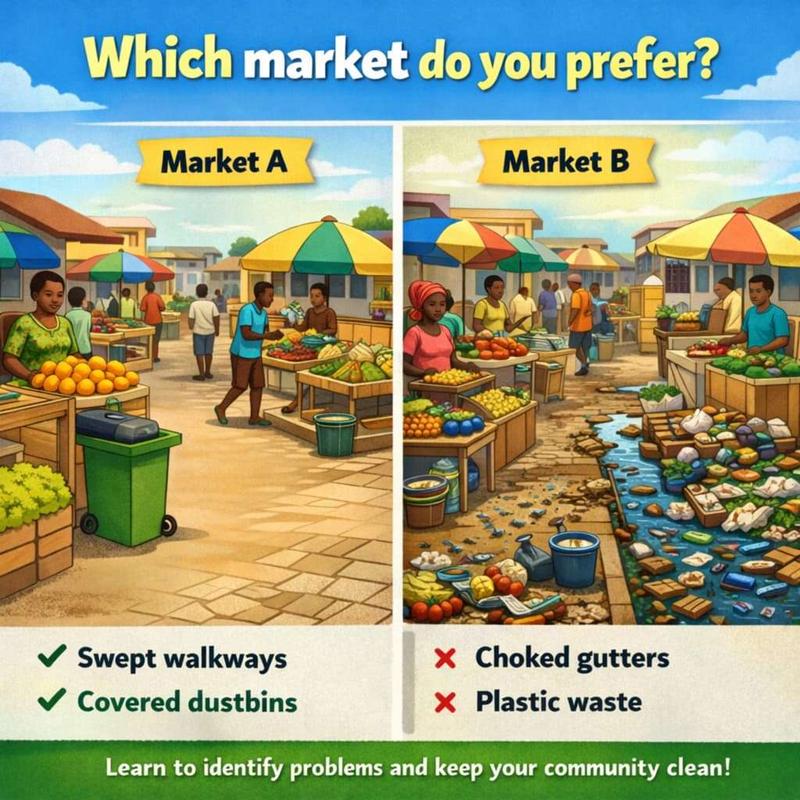 Which market do you prefer?
Market A
Market B
Swept walkways
Covered dustbins
Choked gutters
Plastic waste
Learn to identify problems and keep your community clean!